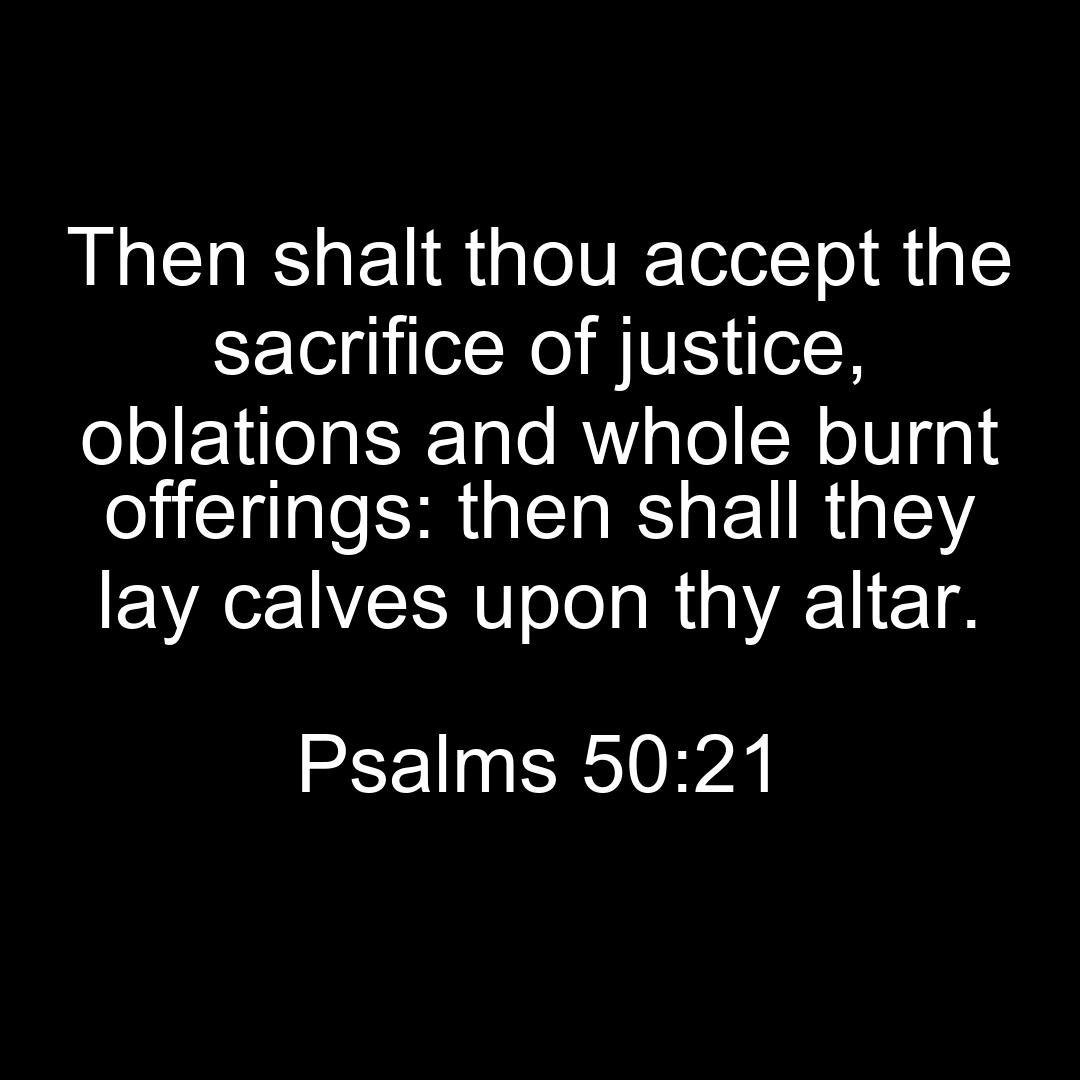 Then shalt thou accept the
sacrifice of justice,
oblations and whole burnt
offerings: then shall they
lay calves upon thy altar.
Psalms 50:21